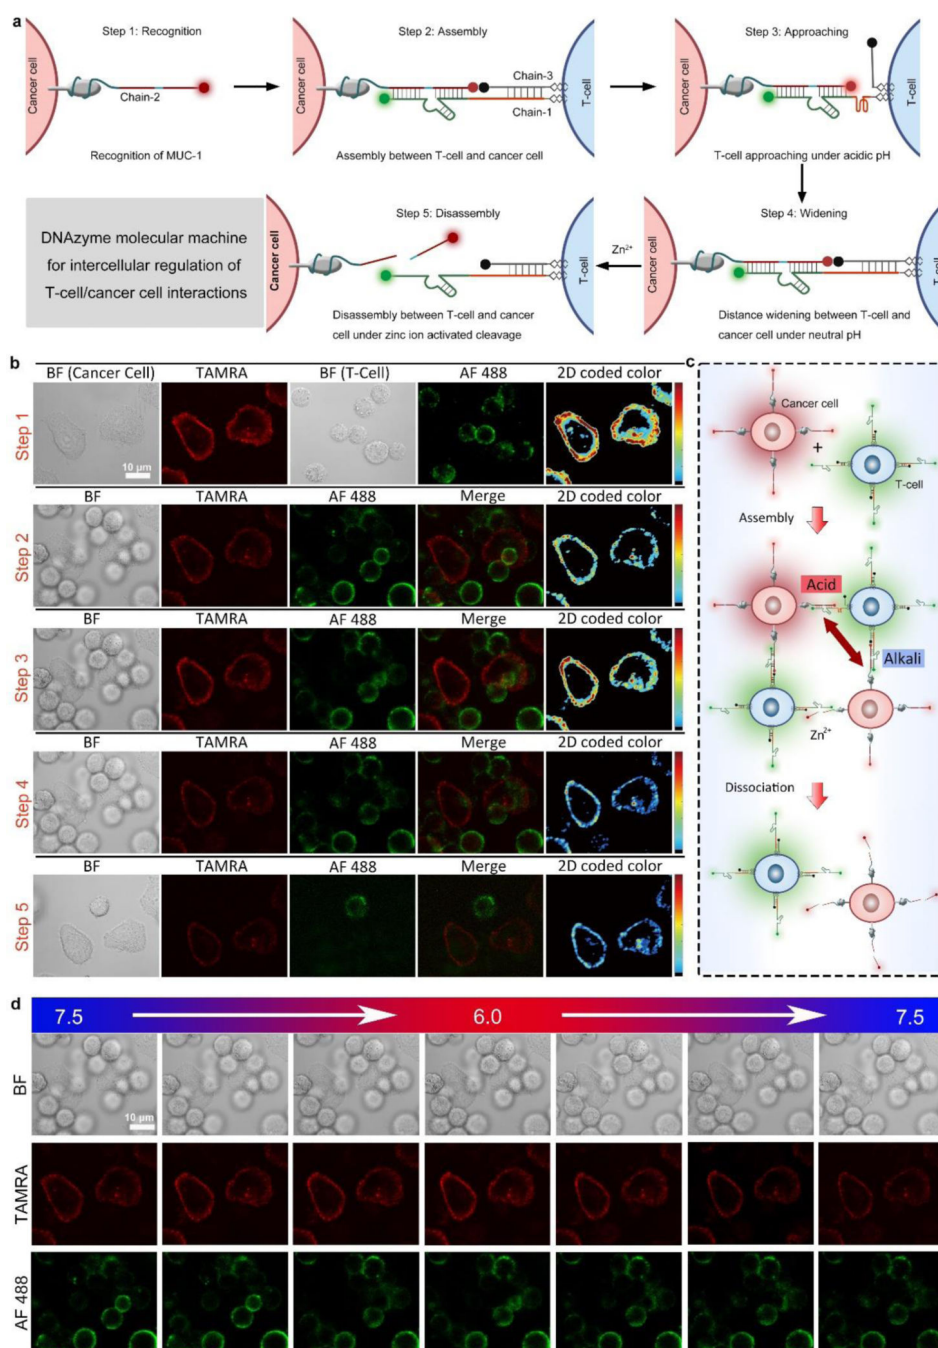 a
Step 1: Recognition
Cancer cell
Chain-2
Recognition of MUC-1
Step 2: Assembly
Cancer cell
Chain-3
Chain-1
T-cell
Assembly between T-cell and cancer cell
Step 3: Approaching
Cancer cell
T-cell
T-cell approaching under acidic pH
DNAzyme molecular machine
for intercellular regulation of
T-cell/cancer cell interactions
Step 5: Disassembly
Cancer cell
T-cell
Disassembly between T-cell and cancer
cell under zinc ion activated cleavage
Zn²⁺
Step 4: Widening
Cancer cell
T-cell
Distance widening between T-cell and
cancer cell under neutral pH
b
BF (Cancer Cell) TAMRA BF (T-Cell) AF 488 2D coded color
Step 1
10 μm
BF TAMRA AF 488 Merge 2D coded color
Step 2
BF TAMRA AF 488 Merge 2D coded color
Step 3
BF TAMRA AF 488 Merge 2D coded color
Step 4
BF TAMRA AF 488 Merge 2D coded color
Step 5
c
Cancer cell
+
T-cell
Assembly
Acid
Alkali
Zn²⁺
Dissociation
d
7.5 6.0 7.5
BF
10 μm
TAMRA
AF 488